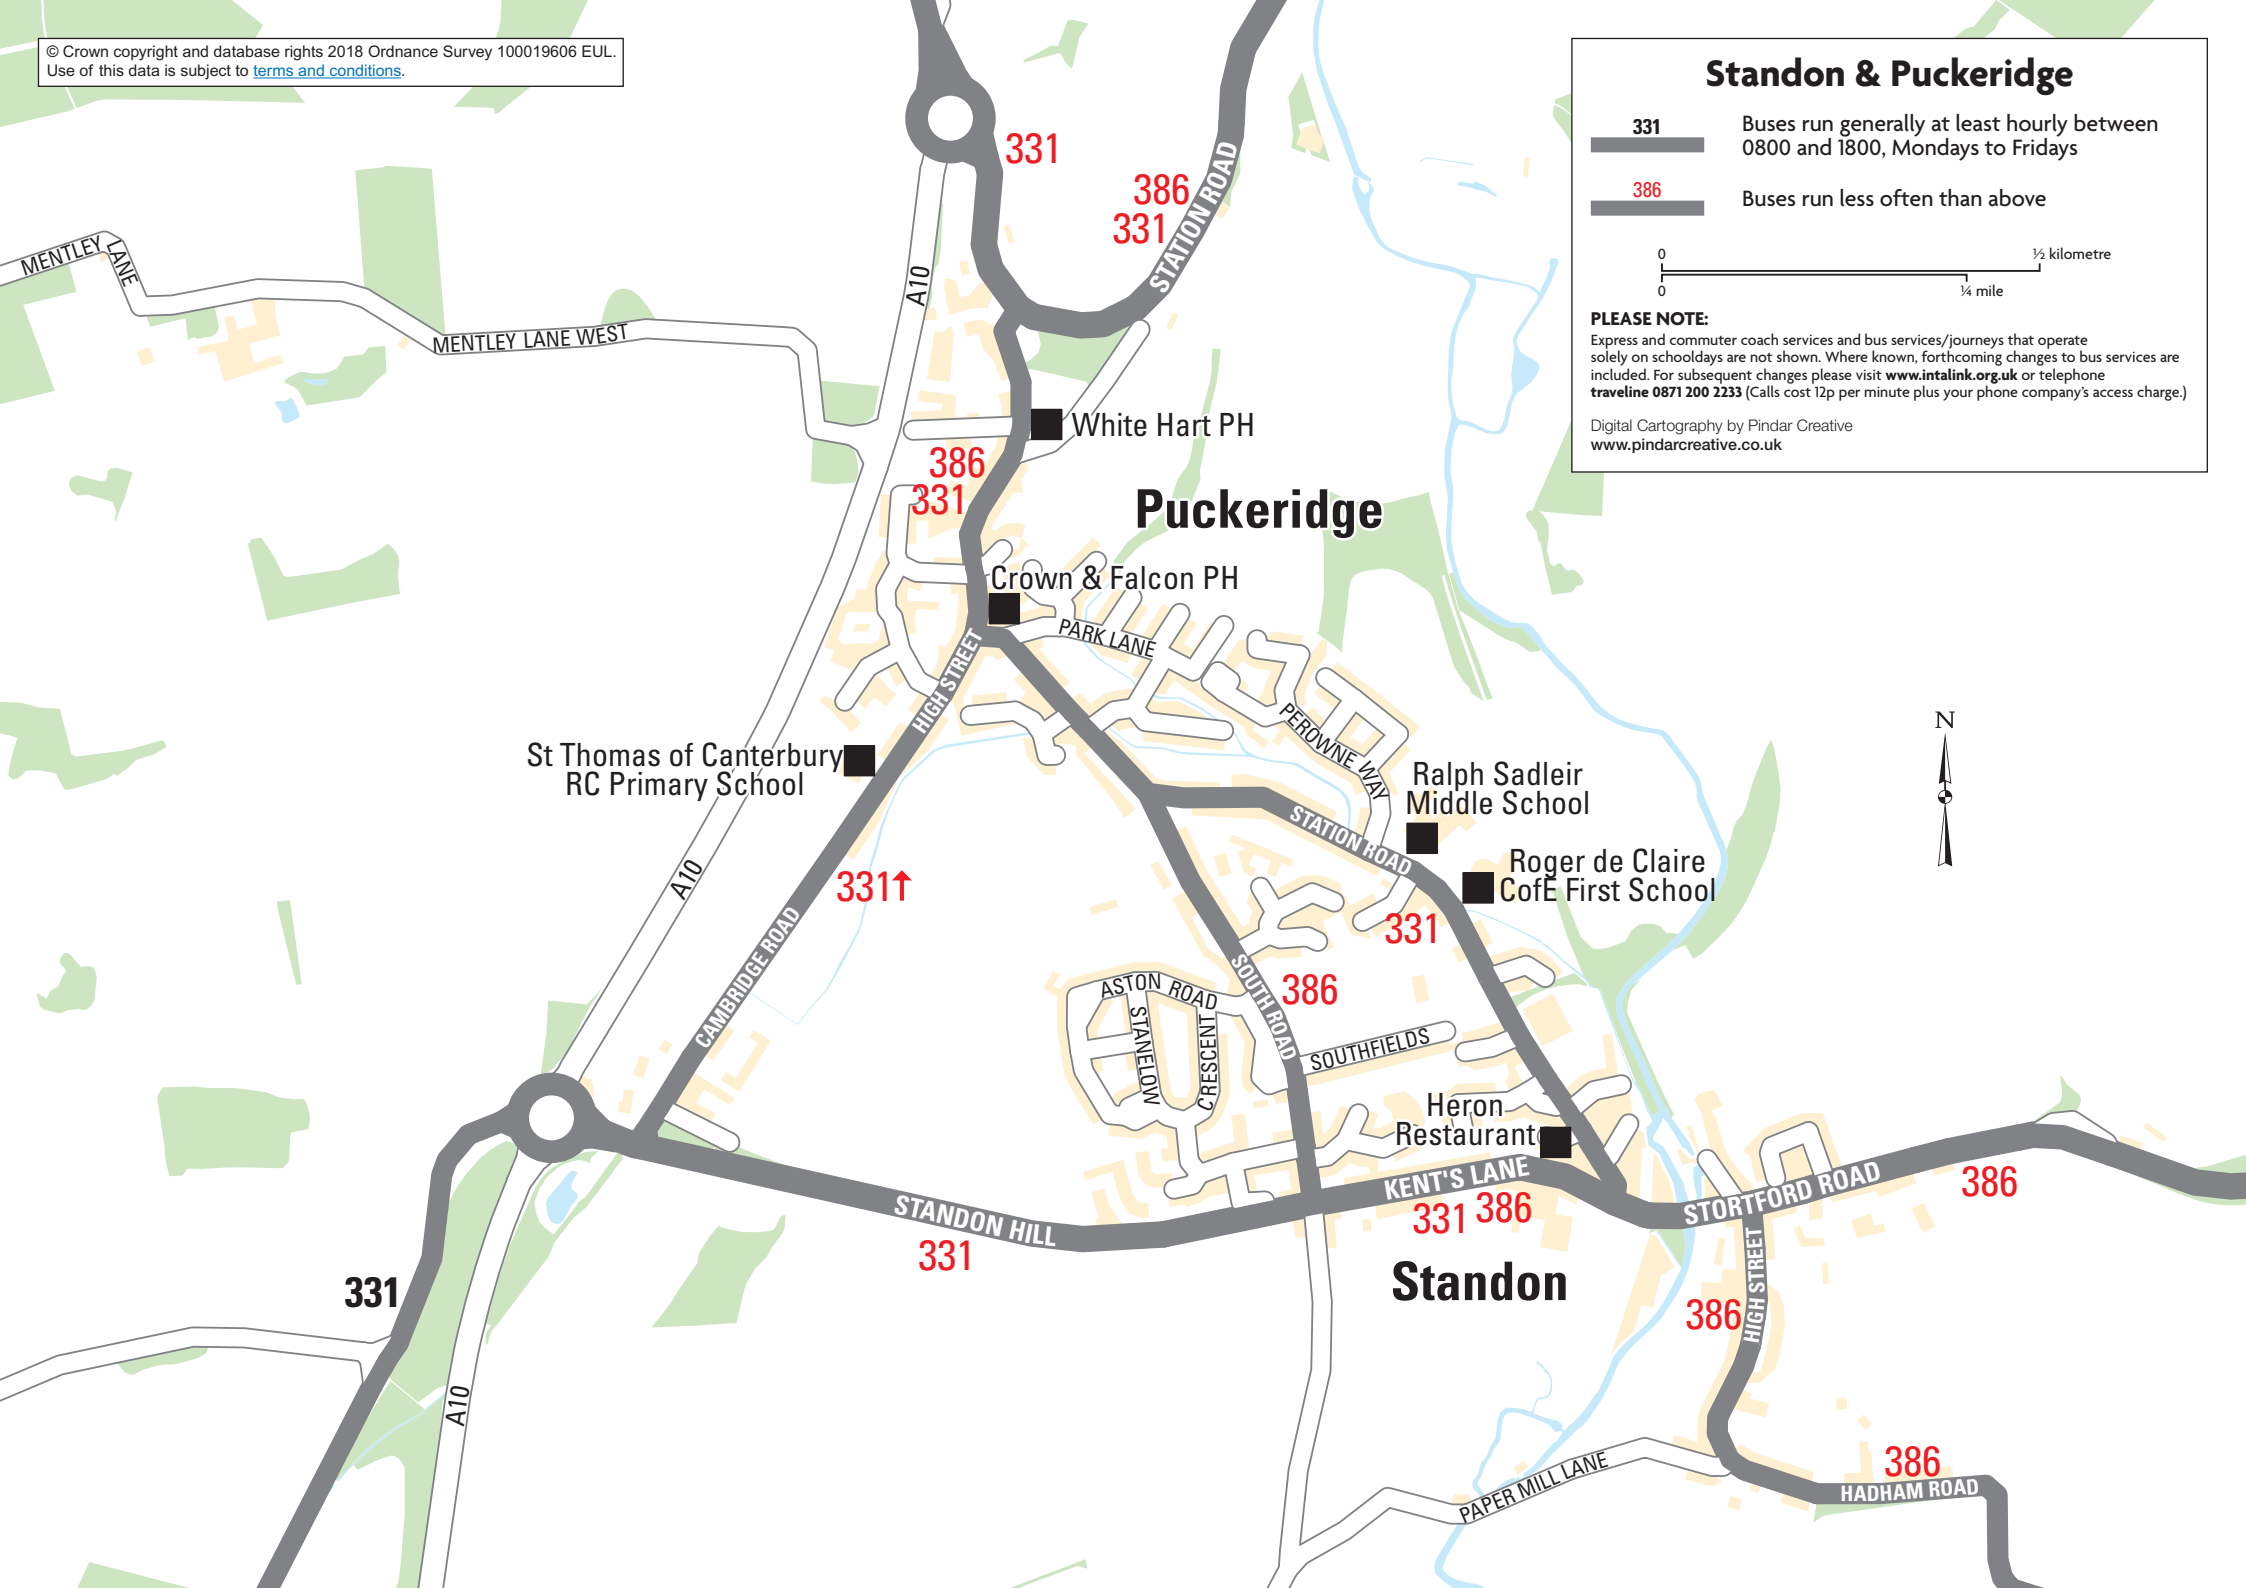 © Crown copyright and database rights 2018 Ordnance Survey 100019606 EUL.
Use of this data is subject to terms and conditions.
Standon & Puckeridge
331
Buses run generally at least hourly between
0800 and 1800, Mondays to Fridays
386
Buses run less often than above
0
½ kilometre
0
¼ mile
PLEASE NOTE:
Express and commuter coach services and bus services/journeys that operate
solely on schooldays are not shown. Where known, forthcoming changes to bus services are
included. For subsequent changes please visit www.intalink.org.uk or telephone
traveline 0871 200 2233 (Calls cost 12p per minute plus your phone company's access charge.)
Digital Cartography by Pindar Creative
www.pindarcreative.co.uk
331
386
331
STATION ROAD
MENTLEY LANE
A10
MENTLEY LANE WEST
White Hart PH
386
331
Puckeridge
Crown & Falcon PH
PARK LANE
HIGH STREET
PEROWNE WAY
N
St Thomas of Canterbury
RC Primary School
Ralph Sadleir
Middle School
STATION ROAD
Roger de Claire
CofE First School
A10
331↑
331
CAMBRIDGE ROAD
SOUTH ROAD
386
ASTON ROAD
STANELOW
CRESCENT
SOUTHFIELDS
Heron
Restaurant
KENT'S LANE
331 386
STANDON HILL
331
STORTFORD ROAD
386
Standon
331
386
HIGH STREET
A10
386
HADHAM ROAD
PAPER MILL LANE